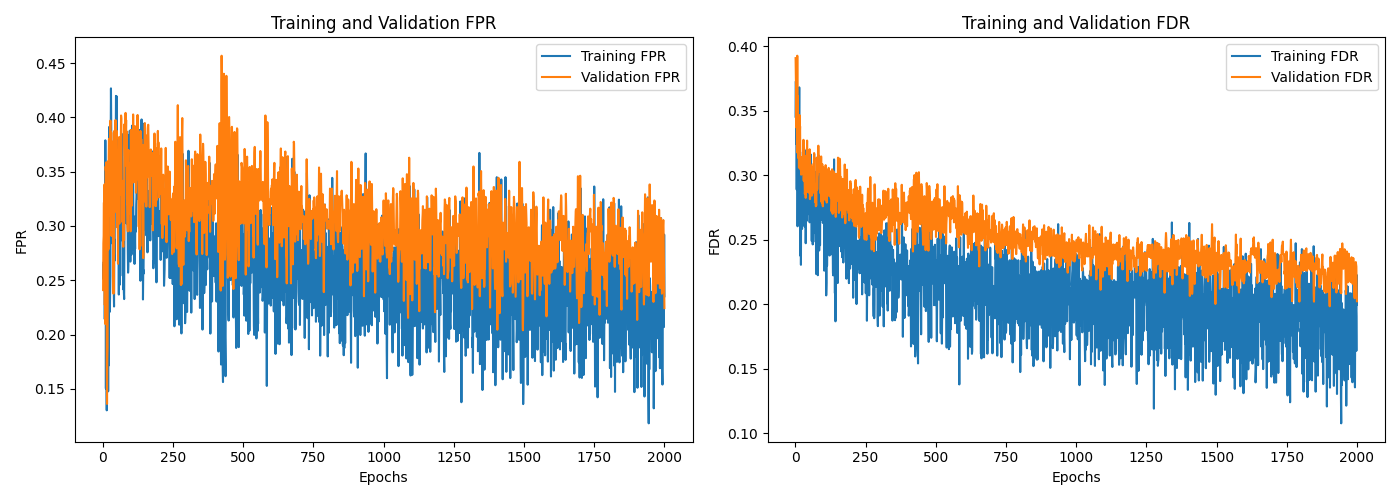 Training and Validation FPR
Training FPR
Validation FPR
0.45
0.40
0.35
0.30
0.25
0.20
0.15
FPR
0 250 500 750 1000 1250 1500 1750 2000
Epochs
Training and Validation FDR
Training FDR
Validation FDR
0.40
0.35
0.30
0.25
0.20
0.15
0.10
FDR
0 250 500 750 1000 1250 1500 1750 2000
Epochs